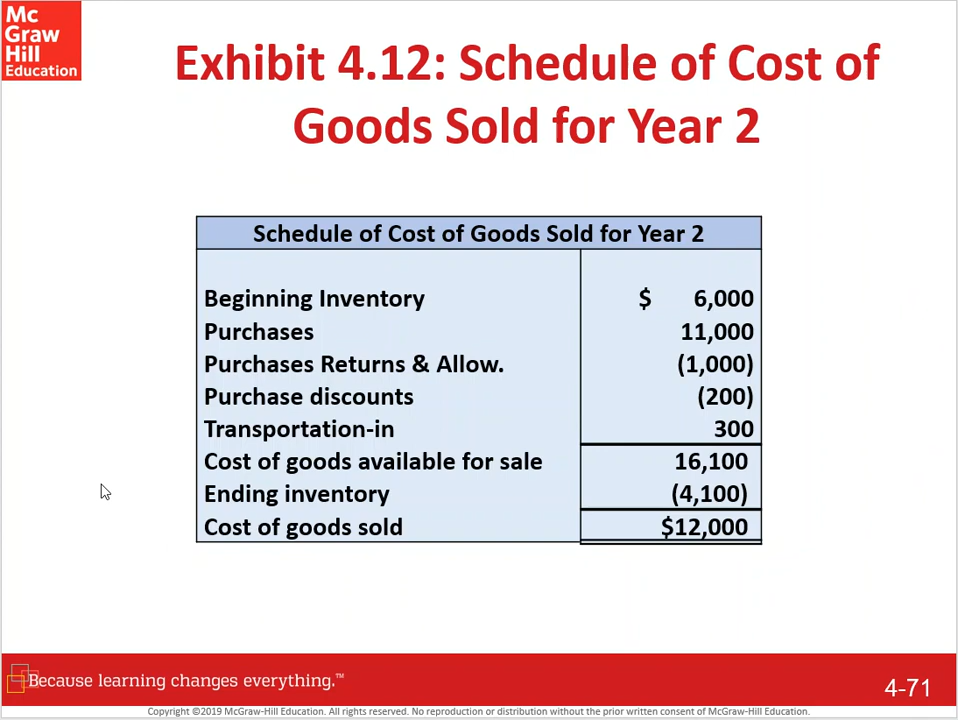 Mc
Graw
Hill
Education
Exhibit 4.12: Schedule of Cost of
Goods Sold for Year 2
Schedule of Cost of Goods Sold for Year 2
Beginning Inventory $ 6,000
Purchases 11,000
Purchases Returns & Allow. (1,000)
Purchase discounts (200)
Transportation-in 300
Cost of goods available for sale 16,100
Ending inventory (4,100)
Cost of goods sold $12,000
Because learning changes everything.™
4-71
Copyright ©2019 McGraw-Hill Education. All rights reserved. No reproduction or distribution without the prior written consent of McGraw-Hill Education.